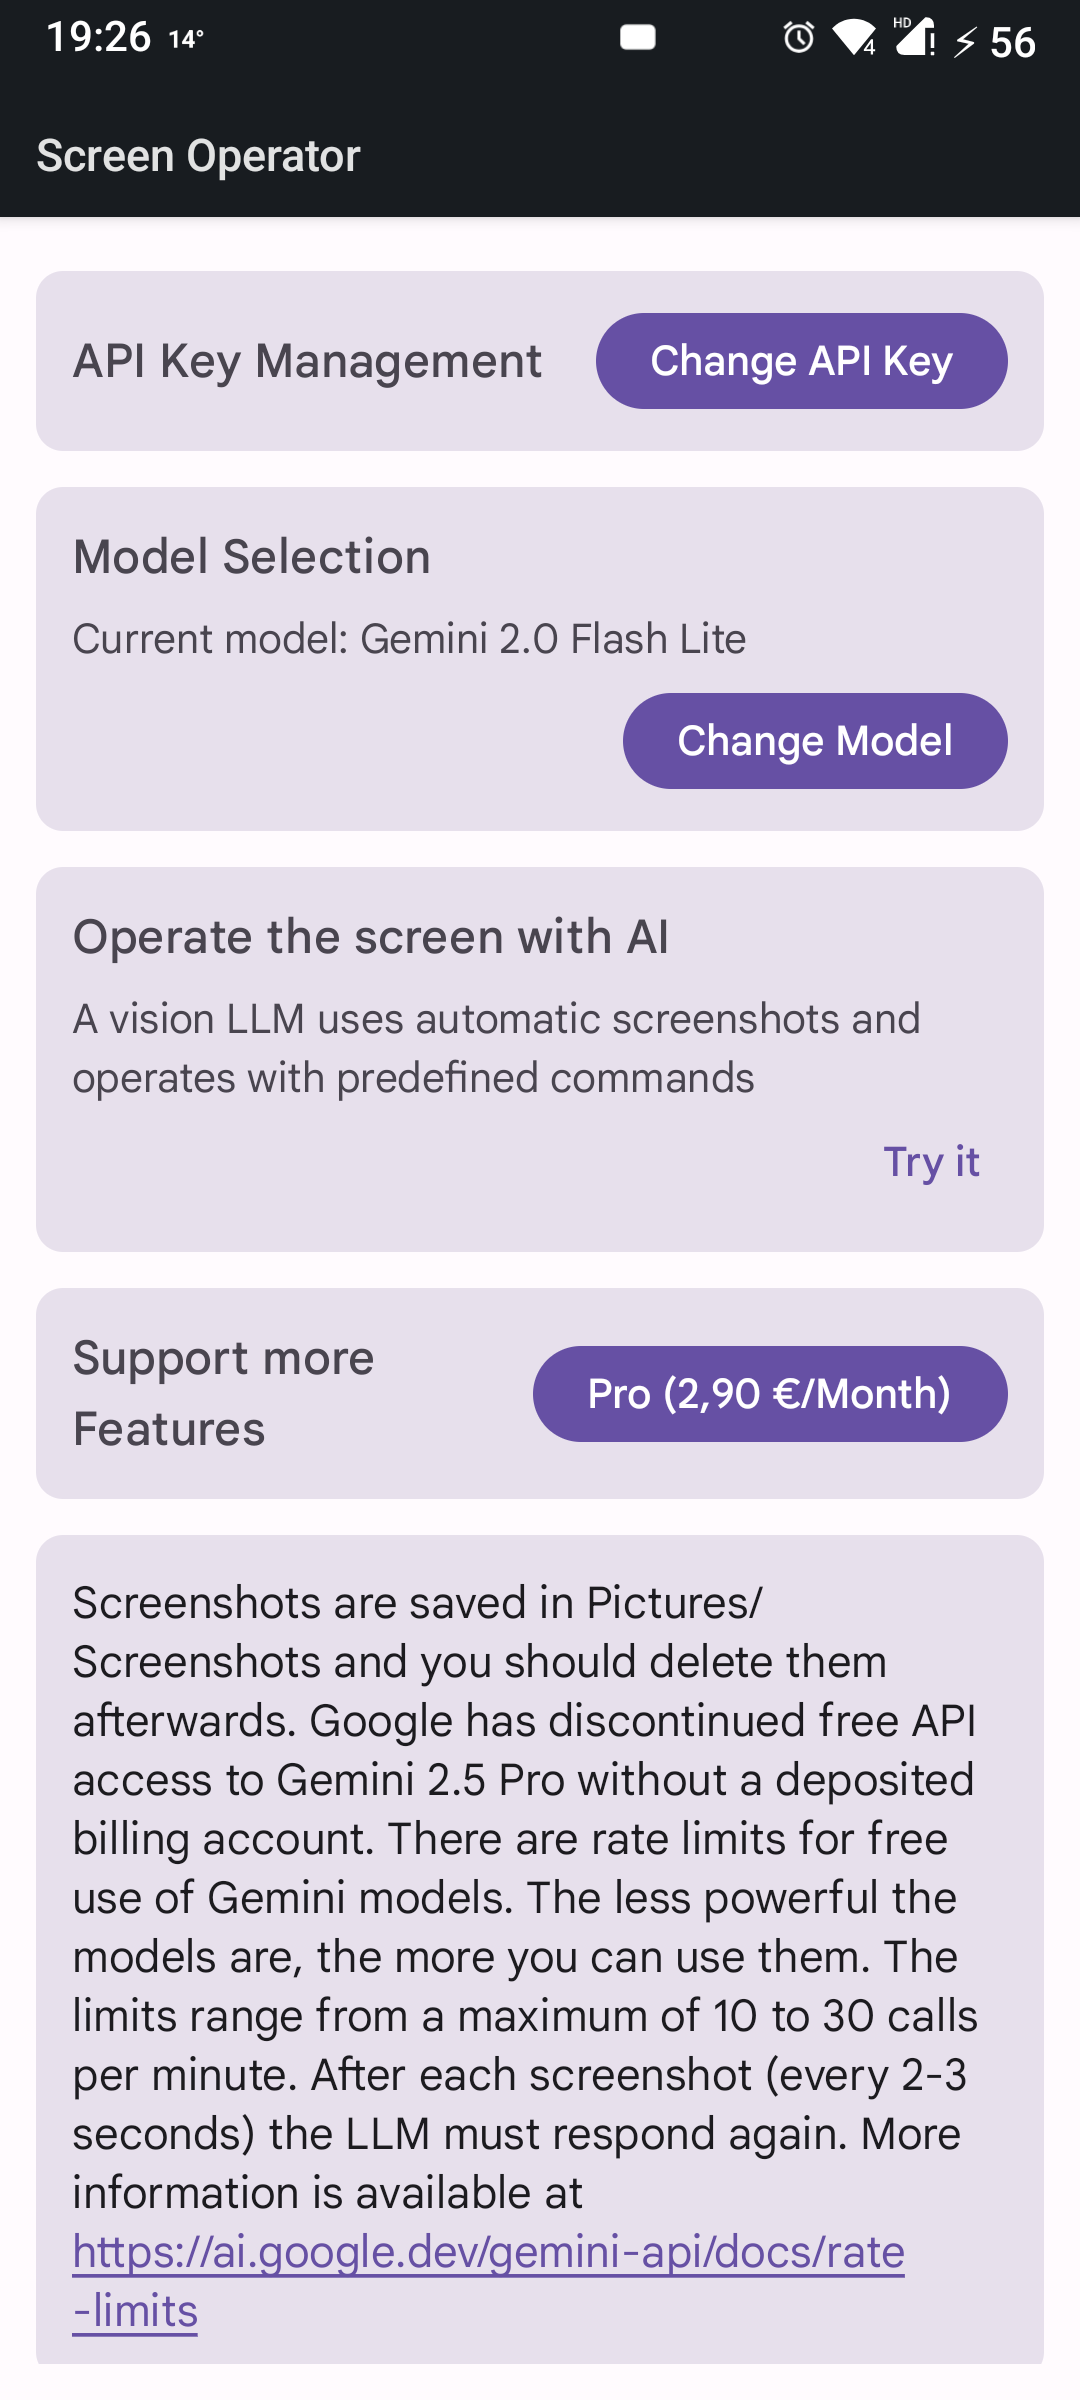 19:26 14° 4 HD ! 56
Screen Operator
API Key Management Change API Key
Model Selection
Current model: Gemini 2.0 Flash Lite
Change Model
Operate the screen with AI
A vision LLM uses automatic screenshots and
operates with predefined commands
Try it
Support more
Features
Pro (2,90 €/Month)
Screenshots are saved in Pictures/
Screenshots and you should delete them
afterwards. Google has discontinued free API
access to Gemini 2.5 Pro without a deposited
billing account. There are rate limits for free
use of Gemini models. The less powerful the
models are, the more you can use them. The
limits range from a maximum of 10 to 30 calls
per minute. After each screenshot (every 2-3
seconds) the LLM must respond again. More
information is available at
https://ai.google.dev/gemini-api/docs/rate
-limits